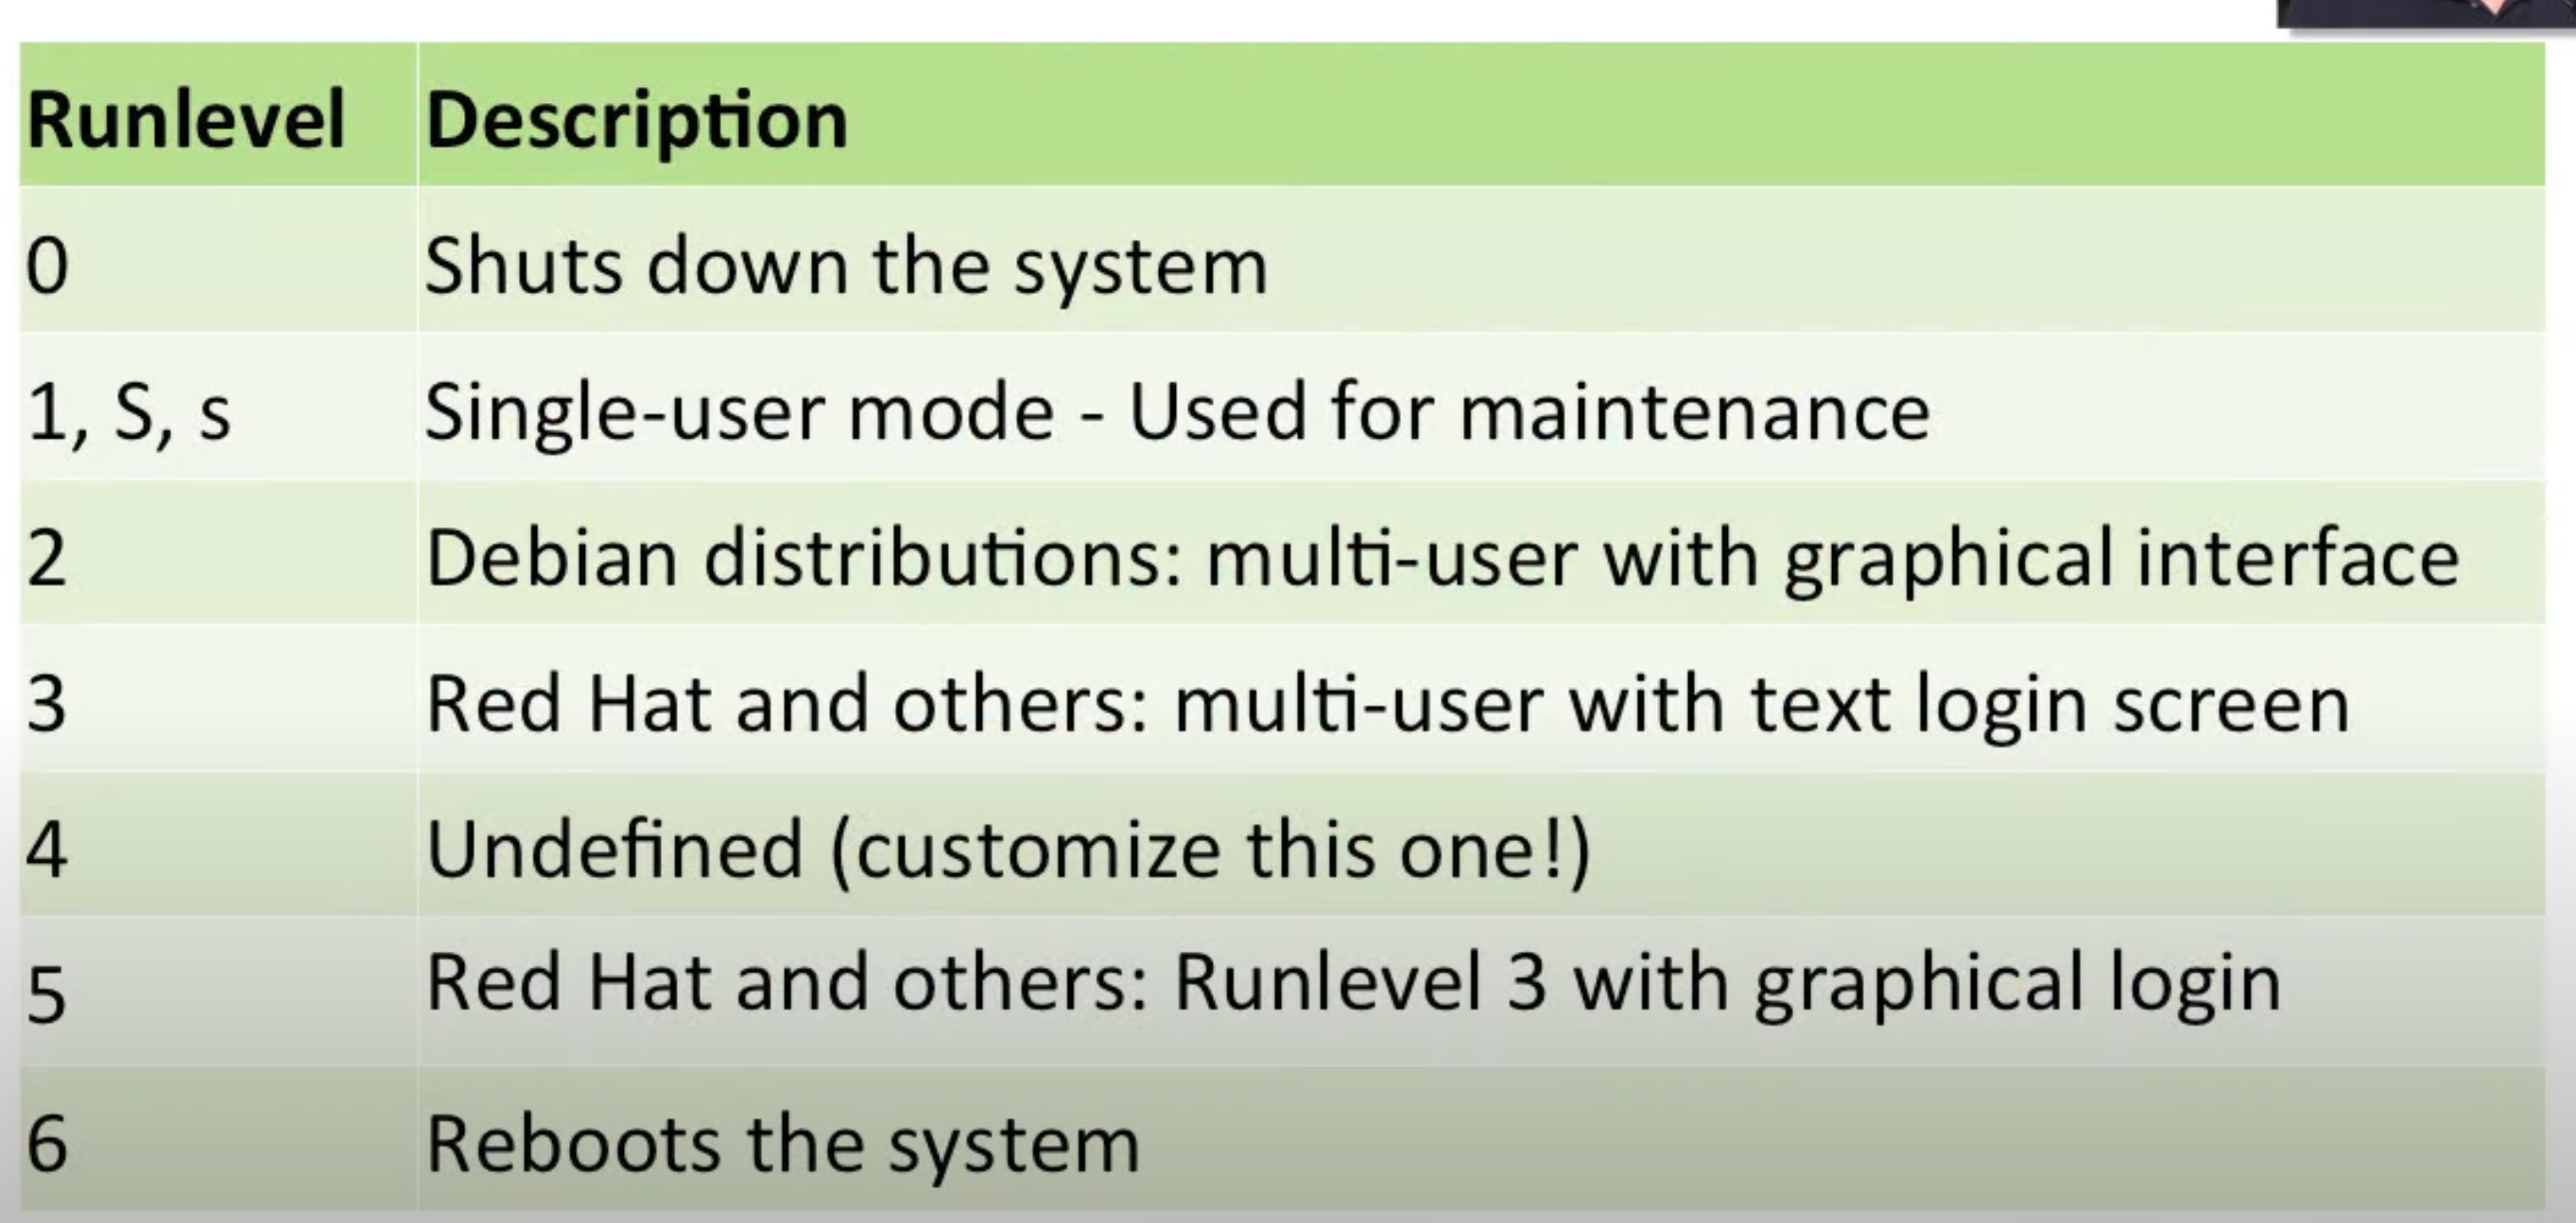 Runlevel Description
0 Shuts down the system
1, S, s Single-user mode - Used for maintenance
2 Debian distributions: multi-user with graphical interface
3 Red Hat and others: multi-user with text login screen
4 Undefined (customize this one!)
5 Red Hat and others: Runlevel 3 with graphical login
6 Reboots the system